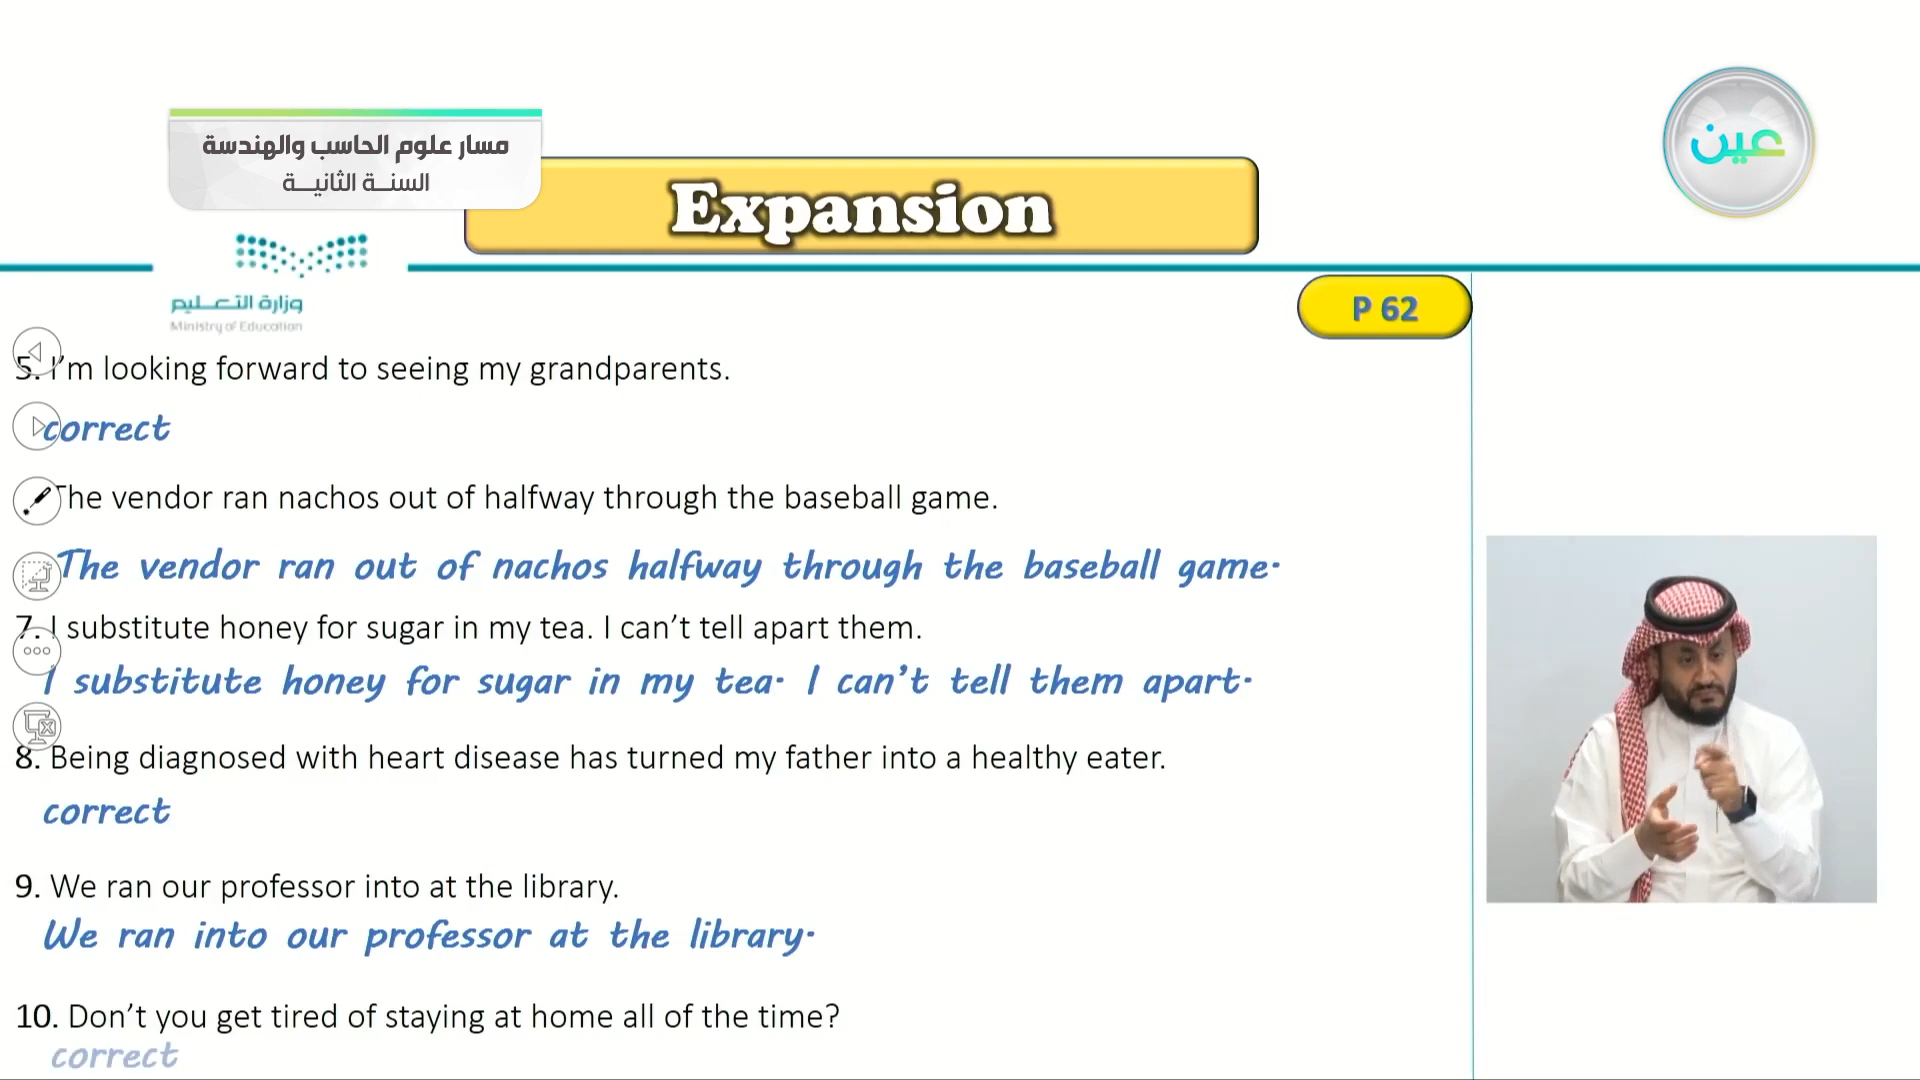 مسار علوم الحاسب والهندسة
السنــة الثانيــة
عين
Expansion
وزارة التعـليم
Ministry of Education
P 62
5. I'm looking forward to seeing my grandparents.
correct
The vendor ran nachos out of halfway through the baseball game.
The vendor ran out of nachos halfway through the baseball game.
7. I substitute honey for sugar in my tea. I can't tell apart them.
I substitute honey for sugar in my tea. I can't tell them apart.
8. Being diagnosed with heart disease has turned my father into a healthy eater.
correct
9. We ran our professor into at the library.
We ran into our professor at the library.
10. Don't you get tired of staying at home all of the time?
correct